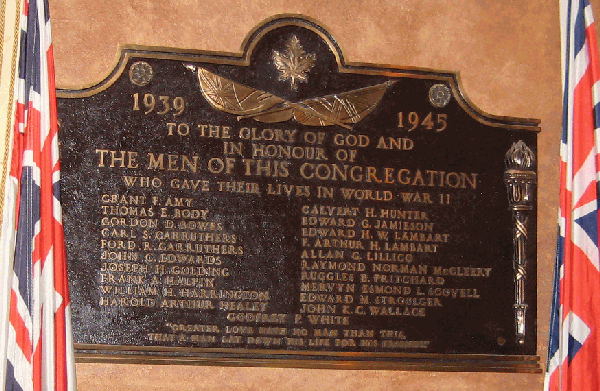 1939 1945
TO THE GLORY OF GOD AND
IN HONOUR OF
THE MEN OF THIS CONGREGATION
WHO GAVE THEIR LIVES IN WORLD WAR II
GRANT F. AMY
THOMAS E. BODY
GORDON D. BOWES
CARL S. CARRUTHERS
FORD R. CARRUTHERS
JOHN C. EDWARDS
JOSEPH H. GOLDING
FRANK A.
WILLIAM H. HARRINGTON
HAROLD ARTHUR HEALEY
CALVERT H. HUNTER
EDWARD G. JAMIESON
EDWARD H. W. LAMBART
F. ARTHUR H. LAMBART
ALLAN G. LILLICO
RAYMOND NORMAN McCLEERY
RUGGLES B. PRITCHARD
MERVYN ESMOND L. SCOVELL
EDWARD M. STROULGER
JOHN K. C. WALLACE
GODFREY WHITE
"GREATER LOVE HATH NO MAN THAN THIS,
THAT A MAN LAY DOWN HIS LIFE FOR HIS FRIENDS"